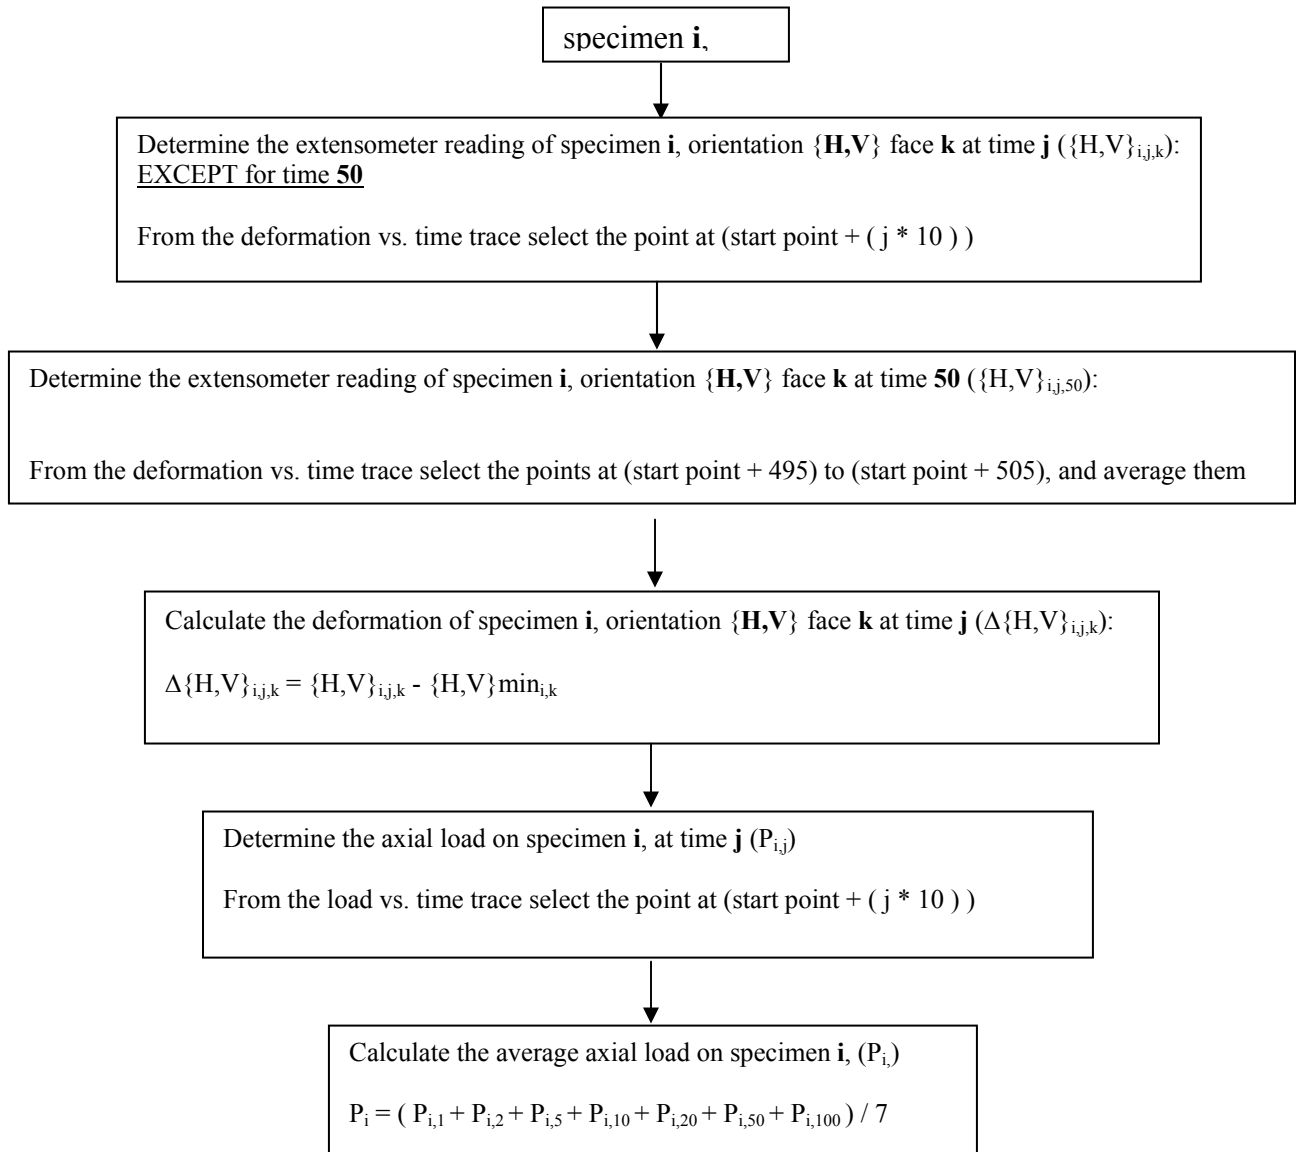 specimen i,
Determine the extensometer reading of specimen i, orientation {H,V} face k at time j ({H,V}i,j,k):
EXCEPT for time 50
From the deformation vs. time trace select the point at (start point + ( j * 10 ) )
Determine the extensometer reading of specimen i, orientation {H,V} face k at time 50 ({H,V}i,j,50):
From the deformation vs. time trace select the points at (start point + 495) to (start point + 505), and average them
Calculate the deformation of specimen i, orientation {H,V} face k at time j (Δ{H,V}i,j,k):
Δ{H,V}i,j,k = {H,V}i,j,k - {H,V}mini,k
Determine the axial load on specimen i, at time j (Pi,j)
From the load vs. time trace select the point at (start point + ( j * 10 ) )
Calculate the average axial load on specimen i, (Pi,)
Pi = ( Pi,1 + Pi,2 + Pi,5 + Pi,10 + Pi,20 + Pi,50 + Pi,100 ) / 7